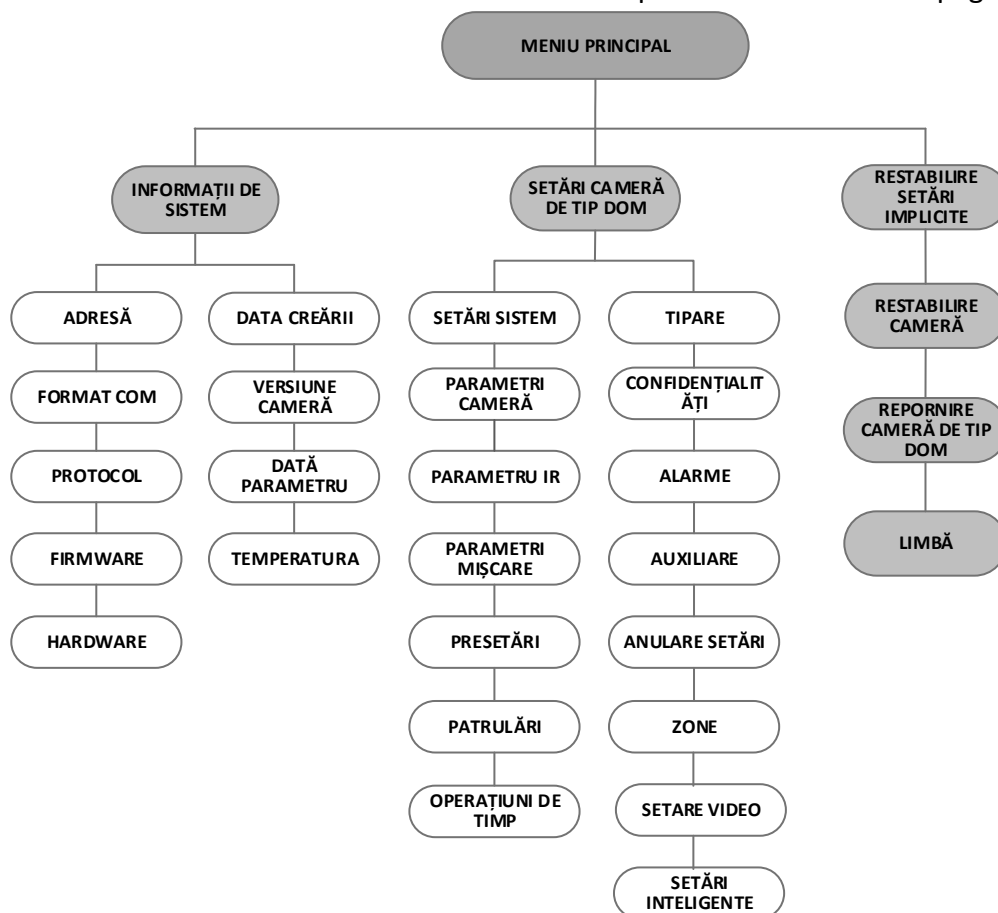 MENIU PRINCIPAL
INFORMAȚII DE
SISTEM
SETĂRI CAMERĂ
DE TIP DOM
RESTABILIRE
SETĂRI
IMPLICITE
ADRESĂ
DATA CREĂRII
SETĂRI SISTEM
TIPARE
RESTABILIRE
CAMERĂ
FORMAT COM
VERSIUNE
CAMERĂ
PARAMETRI
CAMERĂ
CONFIDENȚIALIT
ĂȚI
REPORNIRE
CAMERĂ DE TIP
DOM
PROTOCOL
DATĂ
PARAMETRU
PARAMETRU IR
ALARME
LIMBĂ
FIRMWARE
TEMPERATURA
PARAMETRI
MIȘCARE
AUXILIARE
HARDWARE
PRESETĂRI
ANULARE SETĂRI
PATRULĂRI
ZONE
OPERAȚIUNI DE
TIMP
SETARE VIDEO
SETĂRI
INTELIGENTE